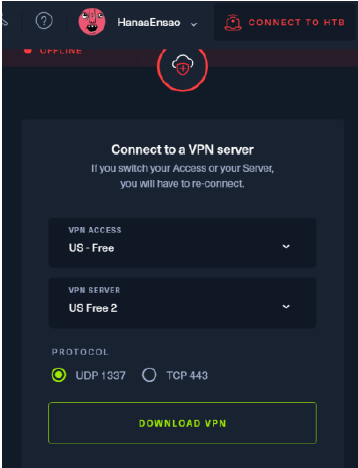 HanasEnsao
CONNECT TO HTB
OFFLINE
Connect to a VPN server
If you switch your Access or your Server,
you will have to re-connect.
VPN ACCESS
US - Free
VPN SERVER
US Free 2
PROTOCOL
UDP 1337 TCP 443
DOWNLOAD VPN